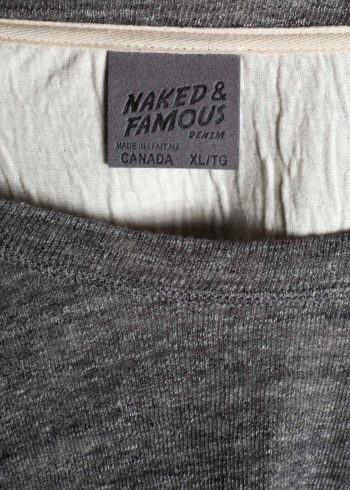 NAKED &
FAMOUS
DENIM
MADE IN / FAIT AU
CANADA XL/TG